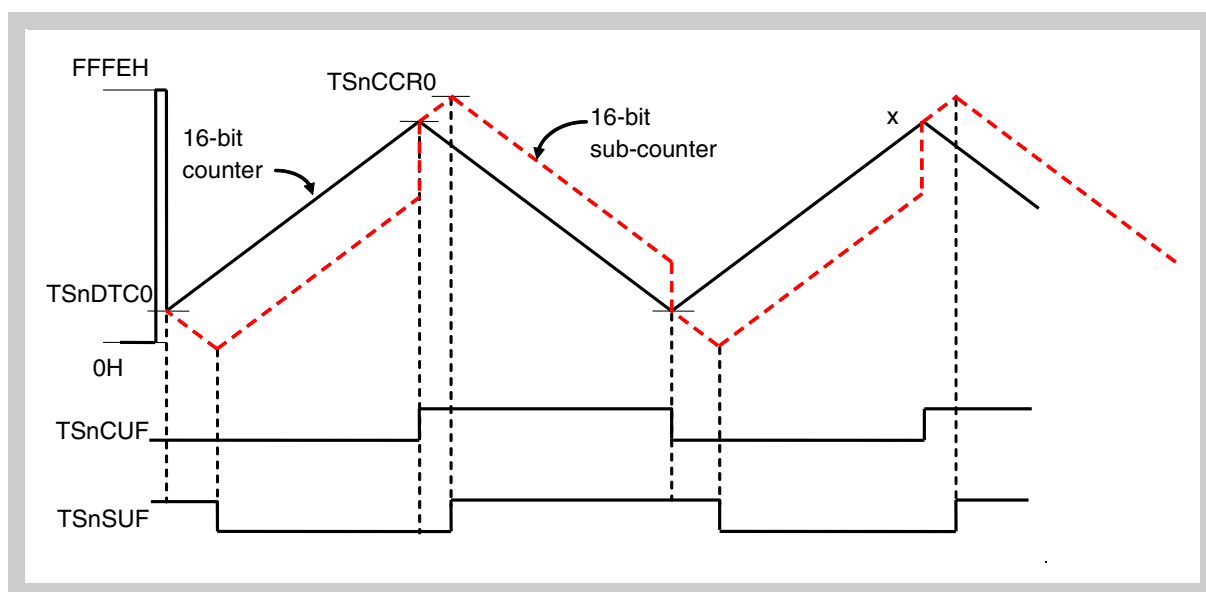 FFFEH
TSnCCR0
16-bit
counter
16-bit
sub-counter
x
TSnDTC0
0H
TSnCUF
TSnSUF